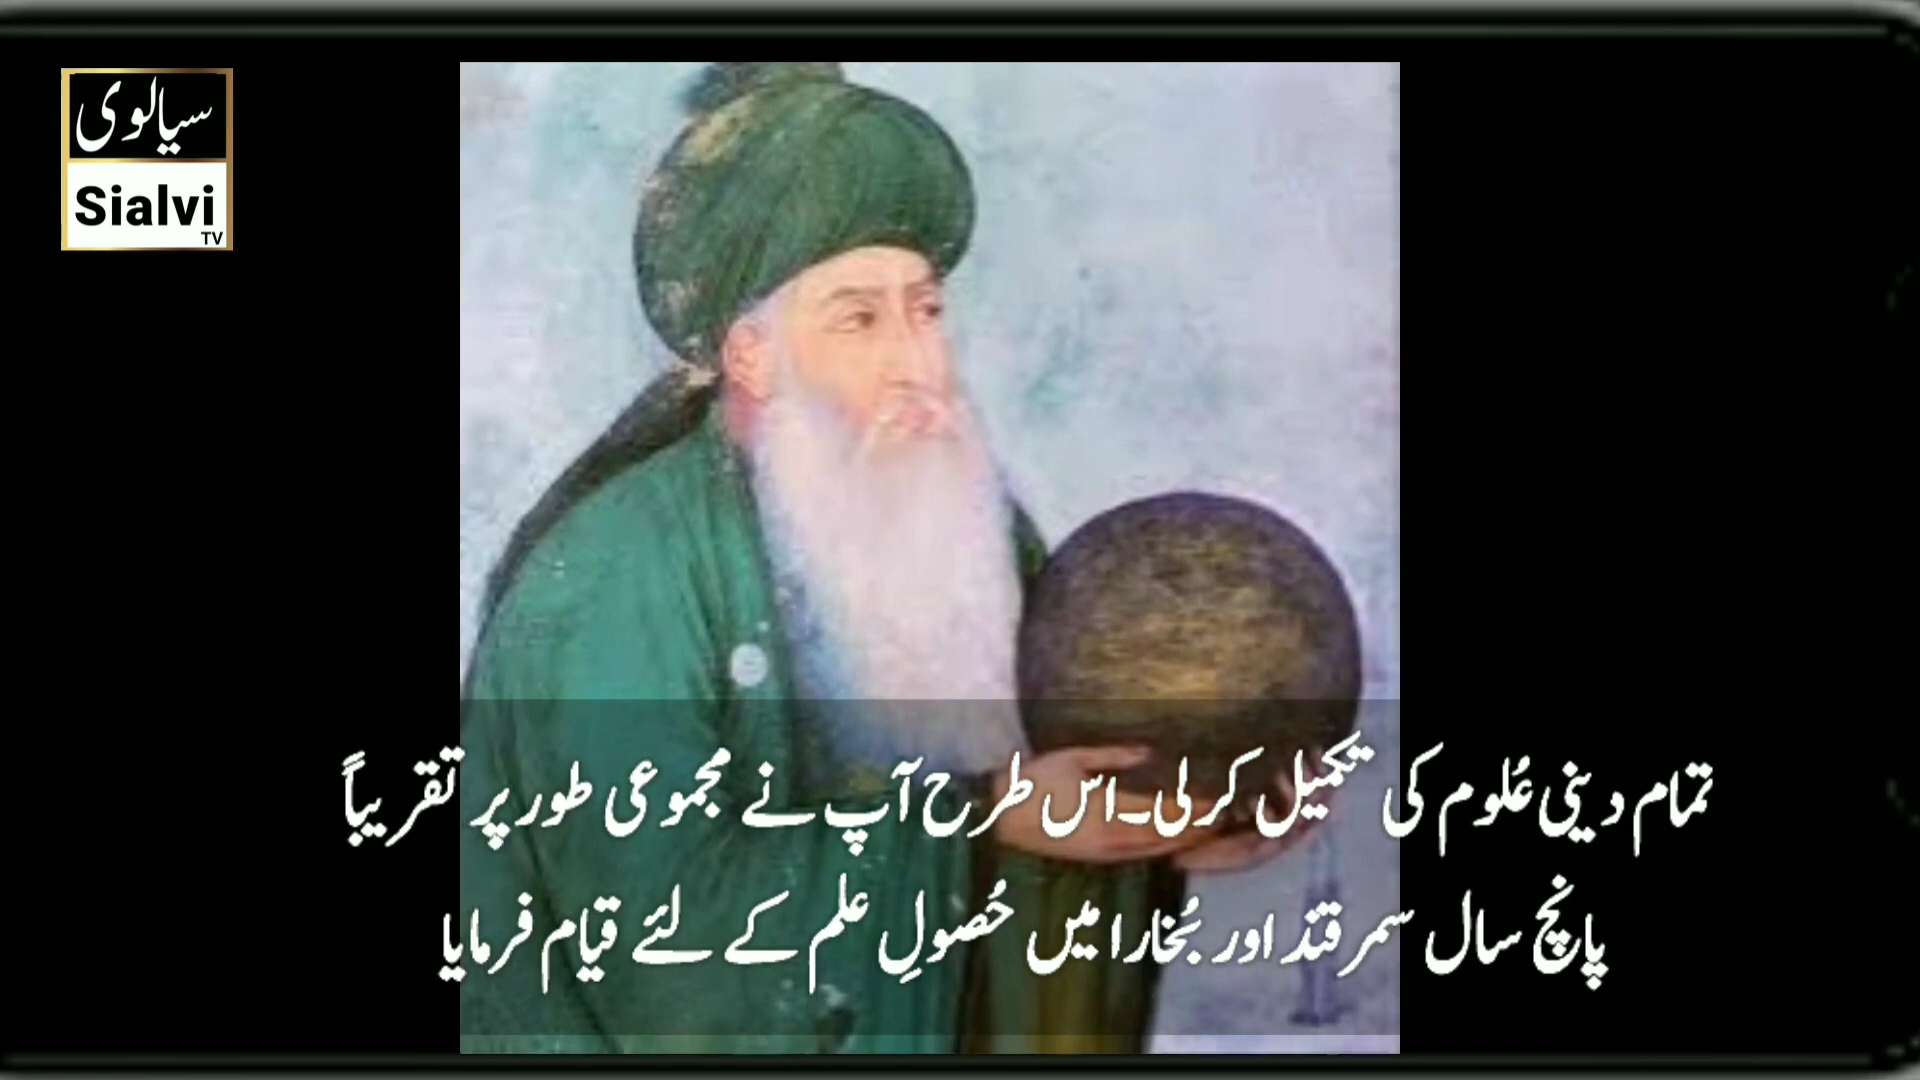 سیالوی
Sialvi
TV
تمام دینی عُلوم کی تکمیل کرلی۔اس طرح آپ نے مجموعی طور پر تقریباً
پانچ سال سمرقند اور بُخارا میں حُصولِ علم کے لئے قیام فرمایا